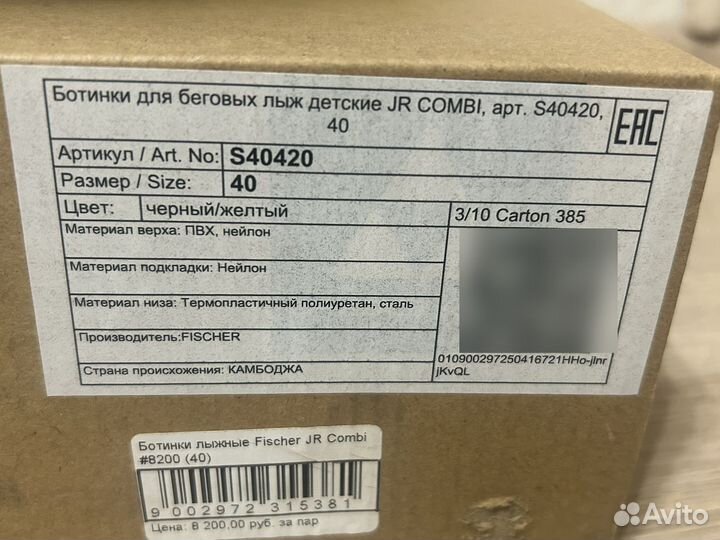 Ботинки для беговых лыж детские JR COMBI, арт. S40420,
40
EAC
Артикул / Art. No: S40420
Размер / Size: 40
Цвет: черный/желтый 3/10 Carton 385
Материал верха: ПВХ, нейлон
Материал подкладки: Нейлон
Материал низа: Термопластичный полиуретан, сталь
Производитель:FISCHER
Страна происхожения: КАМБОДЖА
010900297250416721HHo-jlnr
jKvQL
Ботинки лыжные Fischer JR Combi
#8200 (40)
9 002972 315381
Цена: 8 200,00 руб. за пар
Avito